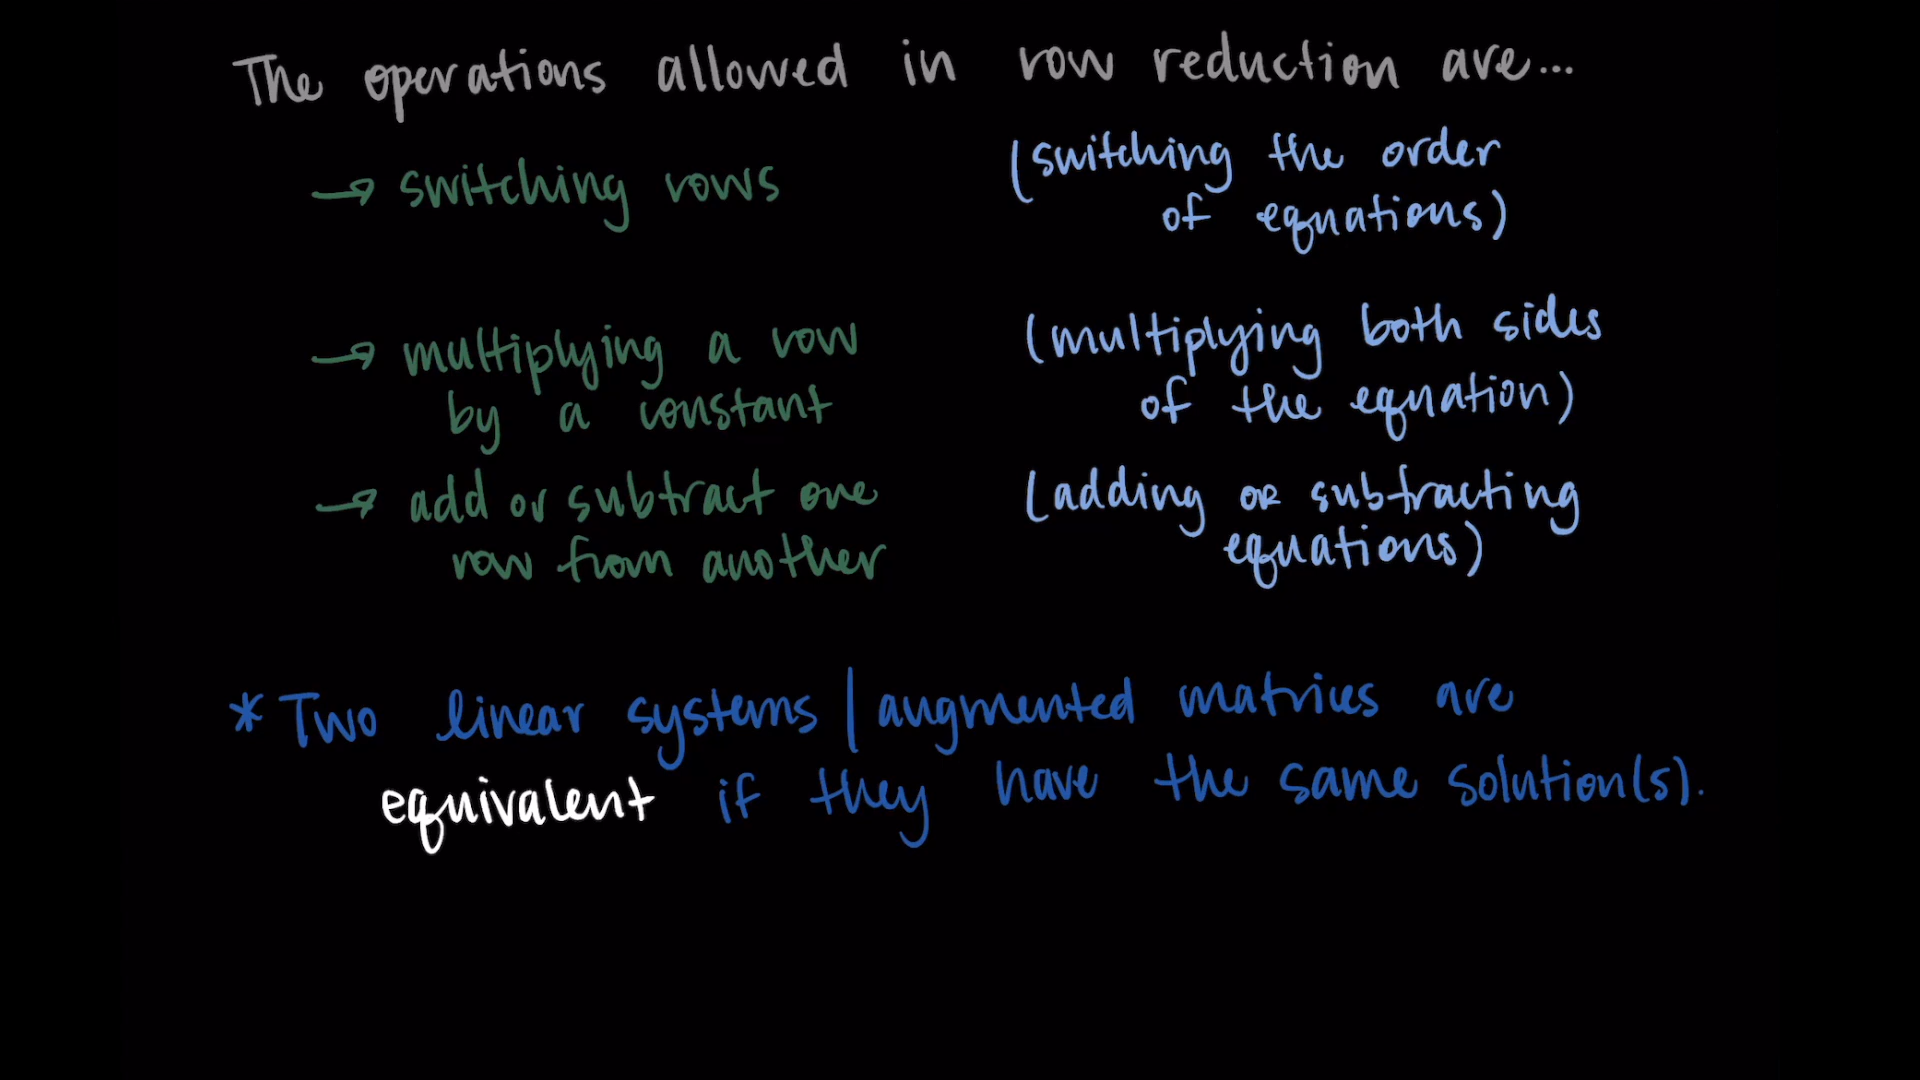 The operations allowed in row reduction are...
→ switching rows
(switching the order
of equations)
→ multiplying a row
by a constant
(multiplying both sides
of the equation)
→ add or subtract one
row from another
(adding or subtracting
equations)
* Two linear systems | augmented matrices are
equivalent if they have the same solution(s).